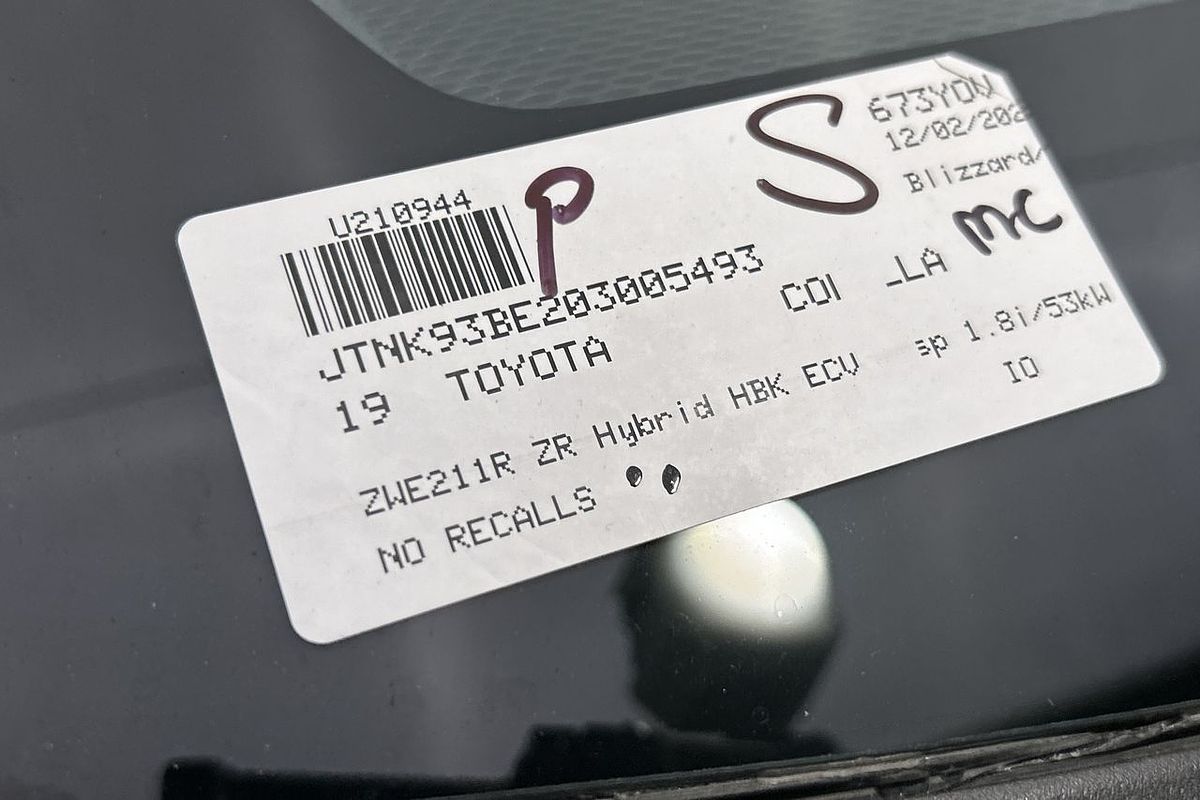 673YON
12/02/202
Blizzard/
U210944
P
S
MC
JTNK93BE203005493
COI _LA
19 TOYOTA
ZWE211R ZR Hybrid HBK ECV sp 1.8i/53kW
NO RECALLS
IO